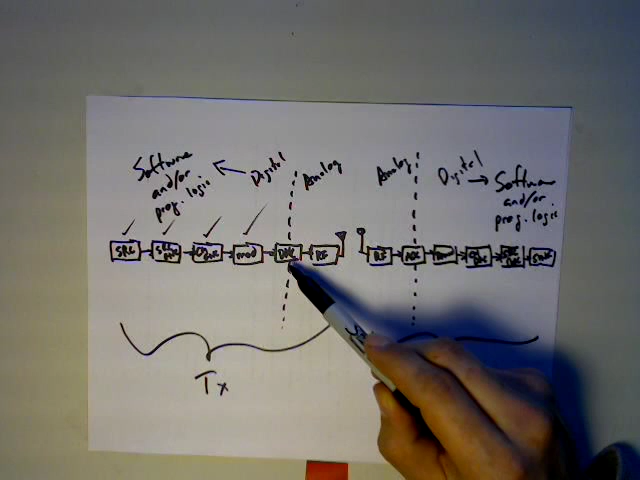 Software
and/or
prog. logic
Digital
Analog
Analog
Digital
Software
and/or
prog. logic
SRC
mod
DAC
RF
RF
ADC
Tx